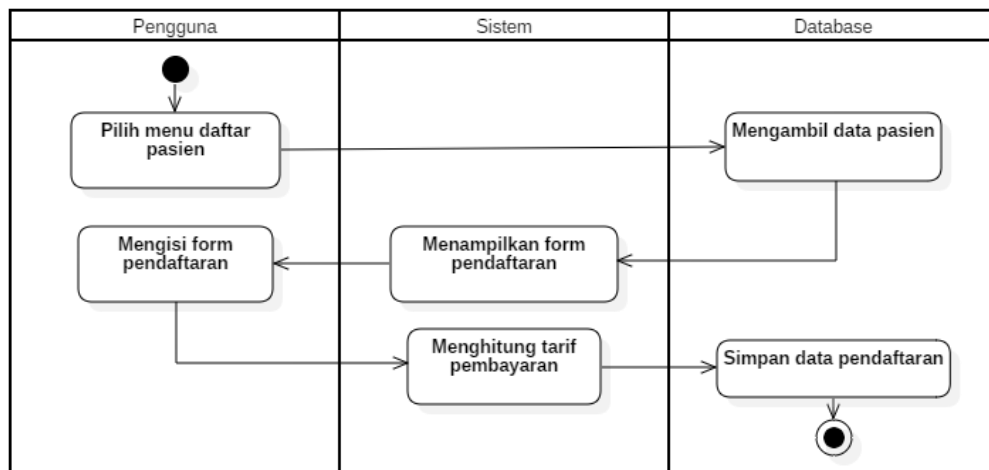 Pengguna
Sistem
Database
Pilih menu daftar
pasien
Mengambil data pasien
Mengisi form
pendaftaran
Menampilkan form
pendaftaran
Menghitung tarif
pembayaran
Simpan data pendaftaran